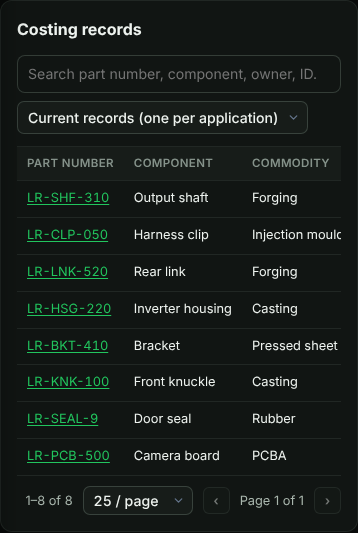 Costing records
Search part number, component, owner, ID.
Current records (one per application)
PART NUMBER COMPONENT COMMODITY
LR-SHF-310 Output shaft Forging
LR-CLP-050 Harness clip Injection mould
LR-LNK-520 Rear link Forging
LR-HSG-220 Inverter housing Casting
LR-BKT-410 Bracket Pressed sheet
LR-KNK-100 Front knuckle Casting
LR-SEAL-9 Door seal Rubber
LR-PCB-500 Camera board PCBA
1–8 of 8 25 / page ‹ Page 1 of 1 ›